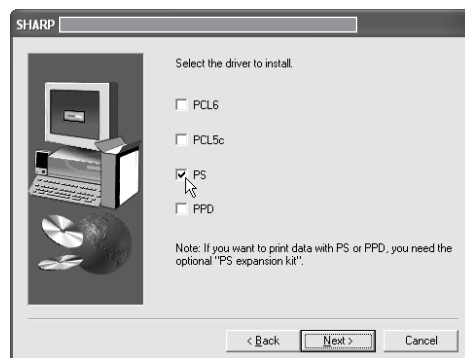 SHARP
Select the driver to install.
PCL6
PCL5c
PS
PPD
Note: If you want to print data with PS or PPD, you need the
optional "PS expansion kit".
< Back
Next >
Cancel